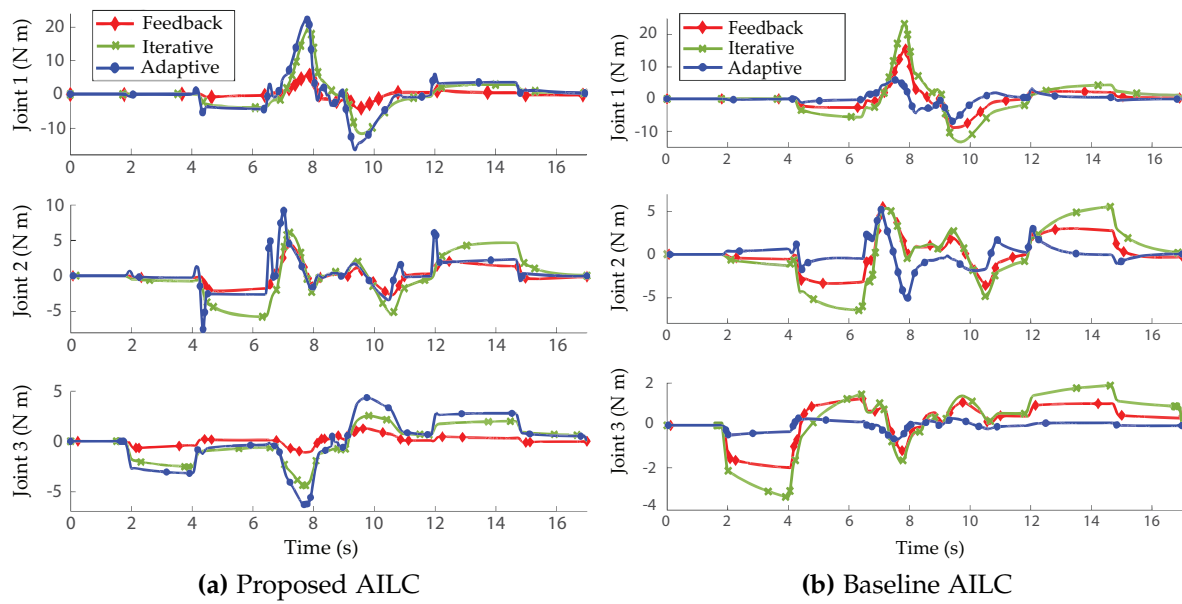 Joint 1 (N m)
20
10
0
-10
Feedback
Iterative
Adaptive
0 2 4 6 8 10 12 14 16
Joint 2 (N m)
10
5
0
-5
0 2 4 6 8 10 12 14 16
Joint 3 (N m)
5
0
-5
0 2 4 6 8 10 12 14 16
Time (s)
(a) Proposed AILC
Joint 1 (N m)
20
10
0
-10
Feedback
Iterative
Adaptive
0 2 4 6 8 10 12 14 16
Joint 2 (N m)
5
0
-5
0 2 4 6 8 10 12 14 16
Joint 3 (N m)
2
0
-2
-4
0 2 4 6 8 10 12 14 16
Time (s)
(b) Baseline AILC